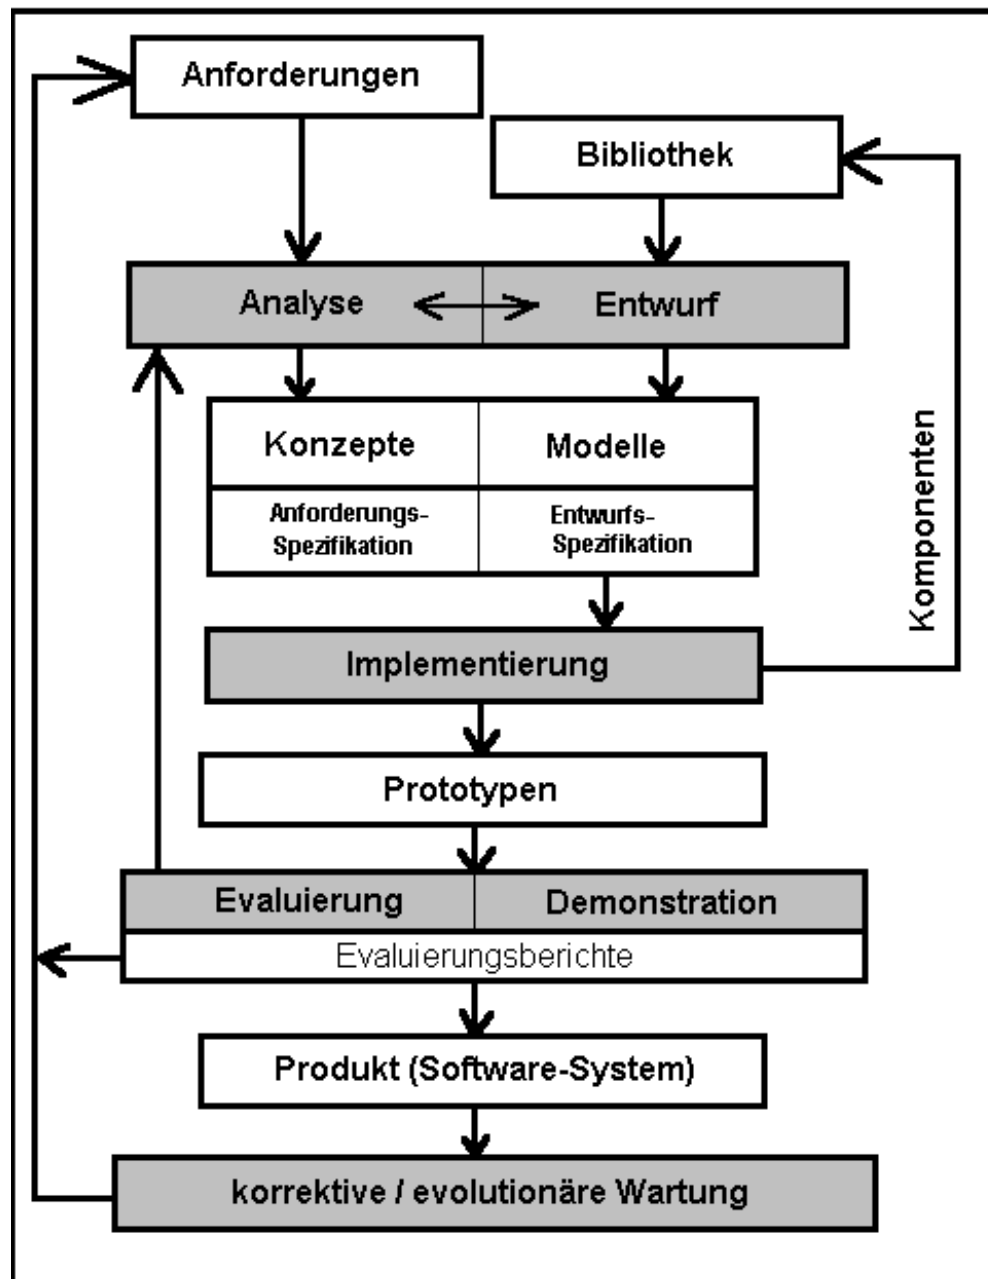 Anforderungen
Bibliothek
Analyse
Entwurf
Konzepte
Modelle
Anforderungs-
Spezifikation
Entwurfs-
Spezifikation
Komponenten
Implementierung
Prototypen
Evaluierung
Demonstration
Evaluierungsberichte
Produkt (Software-System)
korrektive / evolutionäre Wartung